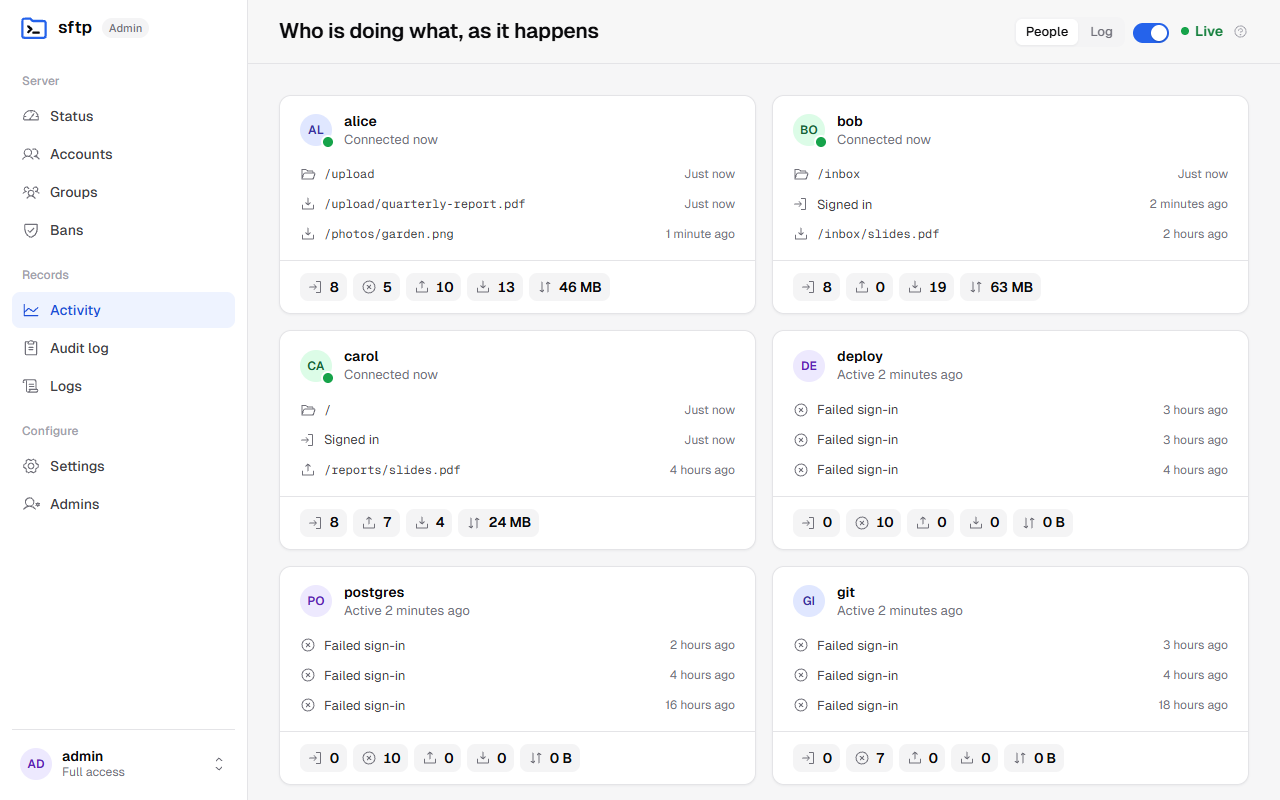 sftp Admin
Server
Status
Accounts
Groups
Bans
Records
Activity
Audit log
Logs
Configure
Settings
Admins
AD admin
Full access
Who is doing what, as it happens
People Log Live
AL alice
Connected now
/upload Just now
/upload/quarterly-report.pdf Just now
/photos/garden.png 1 minute ago
8 5 10 13 46 MB
BO bob
Connected now
/inbox Just now
Signed in 2 minutes ago
/inbox/slides.pdf 2 hours ago
8 0 19 63 MB
CA carol
Connected now
/ Just now
Signed in Just now
/reports/slides.pdf 4 hours ago
8 7 4 24 MB
DE deploy
Active 2 minutes ago
Failed sign-in 3 hours ago
Failed sign-in 3 hours ago
Failed sign-in 4 hours ago
0 10 0 0 0 B
PO postgres
Active 2 minutes ago
Failed sign-in 2 hours ago
Failed sign-in 4 hours ago
Failed sign-in 16 hours ago
0 10 0 0 0 B
GI git
Active 2 minutes ago
Failed sign-in 3 hours ago
Failed sign-in 4 hours ago
Failed sign-in 18 hours ago
0 7 0 0 0 B